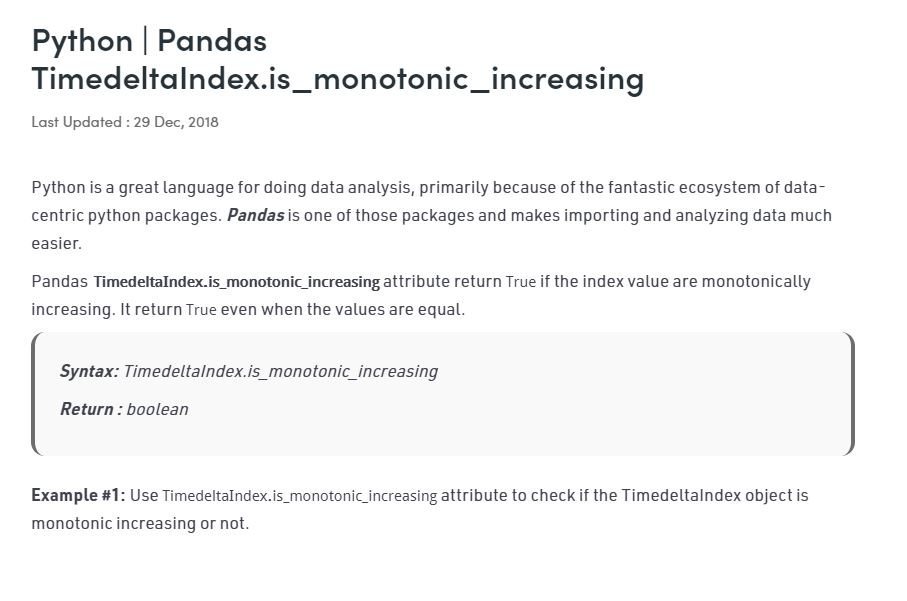 Python | Pandas
TimedeltaIndex.is_monotonic_increasing
Last Updated : 29 Dec, 2018
Python is a great language for doing data analysis, primarily because of the fantastic ecosystem of data-
centric python packages. Pandas is one of those packages and makes importing and analyzing data much
easier.
Pandas TimedeltaIndex.is_monotonic_increasing attribute return True if the index value are monotonically
increasing. It return True even when the values are equal.
Syntax: TimedeltaIndex.is_monotonic_increasing
Return : boolean
Example #1: Use TimedeltaIndex.is_monotonic_increasing attribute to check if the TimedeltaIndex object is
monotonic increasing or not.